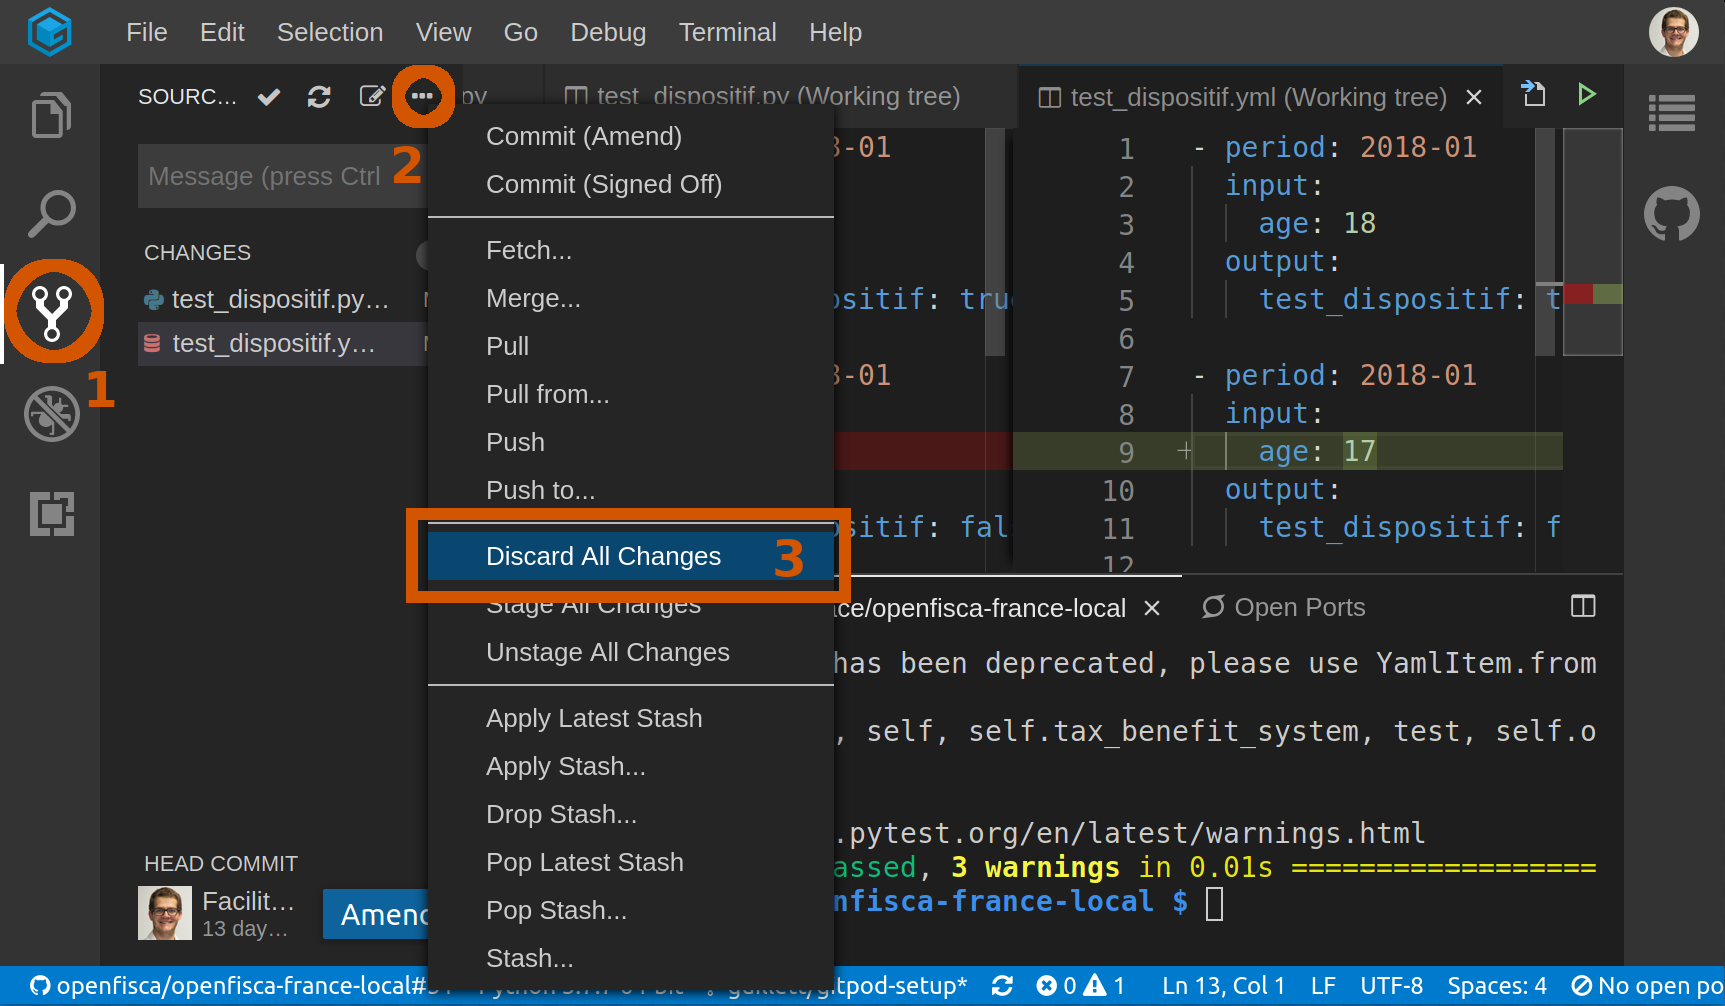 File Edit Selection View Go Debug Terminal Help
SOURC...
test_dispositif.py (Working tree)
test_dispositif.yml (Working tree)
2
Message (press Ctrl
CHANGES
test_dispositif.py...
test_dispositif.y...
1
Commit (Amend)
Commit (Signed Off)
Fetch...
Merge...
Pull
Pull from...
Push
Push to...
Discard All Changes 3
Stage All Changes
Unstage All Changes
Apply Latest Stash
Apply Stash...
Drop Stash...
Pop Latest Stash
Pop Stash...
Stash...
-01
ositif: true
-01
sitif: fal
1 - period: 2018-01
2 input:
3 age: 18
4 output:
5 test_dispositif: t
6
7 - period: 2018-01
8 input:
9 + age: 17
10 output:
11 test_dispositif: f
12
ce/openfisca-france-local
Open Ports
has been deprecated, please use YamlItem.from
, self, self.tax_benefit_system, test, self.o
.pytest.org/en/latest/warnings.html
assed, 3 warnings in 0.01s ==================
nfisca-france-local $
HEAD COMMIT
Facilit...
13 day...
Amend
openfisca/openfisca-france-local#
tpod-setup* 0 1 Ln 13, Col 1 LF UTF-8 Spaces: 4 No open po